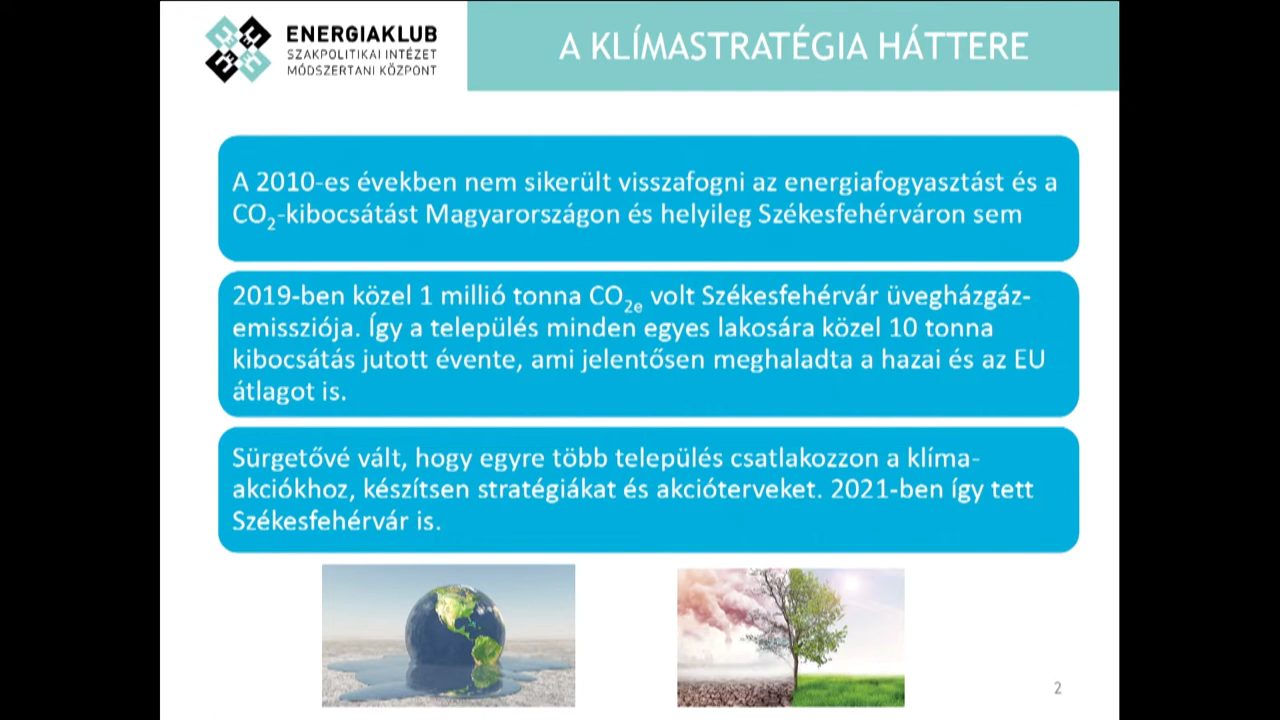 ENERGIAKLUB
SZAKPOLITIKAI INTÉZET
MÓDSZERTANI KÖZPONT
A KLÍMASTRATÉGIA HÁTTERE
A 2010-es években nem sikerült visszafogni az energiafogyasztást és a
CO₂-kibocsátást Magyarországon és helyileg Székesfehérváron sem
2019-ben közel 1 millió tonna CO₂ₑ volt Székesfehérvár üvegházgáz-
emissziója. Így a település minden egyes lakosára közel 10 tonna
kibocsátás jutott évente, ami jelentősen meghaladta a hazai és az EU
átlagot is.
Sürgetővé vált, hogy egyre több település csatlakozzon a klíma-
akciókhoz, készítsen stratégiákat és akcióterveket. 2021-ben így tett
Székesfehérvár is.
2